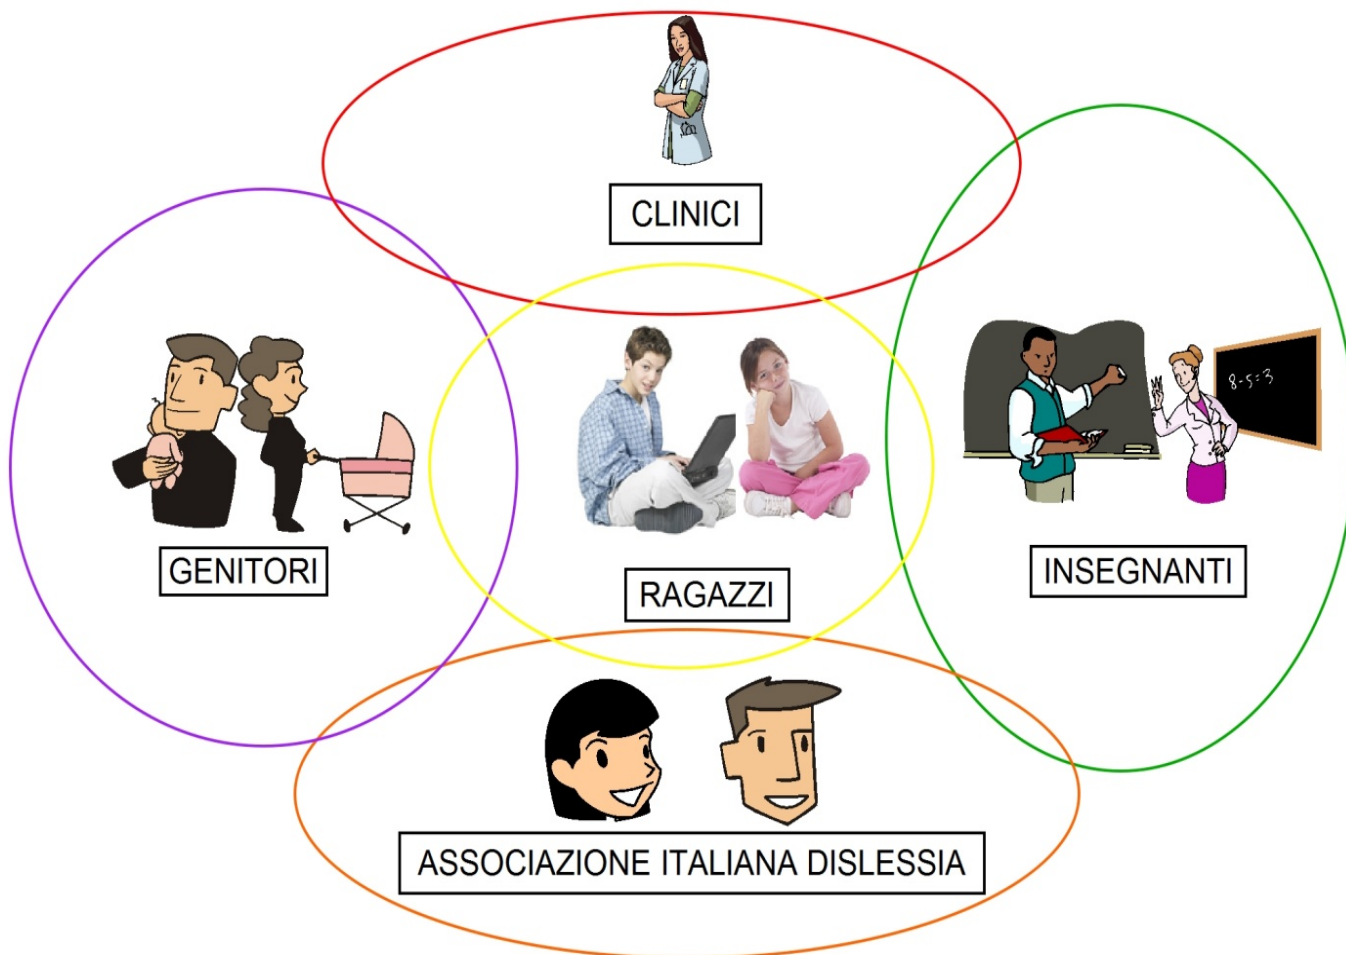 CLINICI
8-5=3
GENITORI
RAGAZZI
INSEGNANTI
ASSOCIAZIONE ITALIANA DISLESSIA